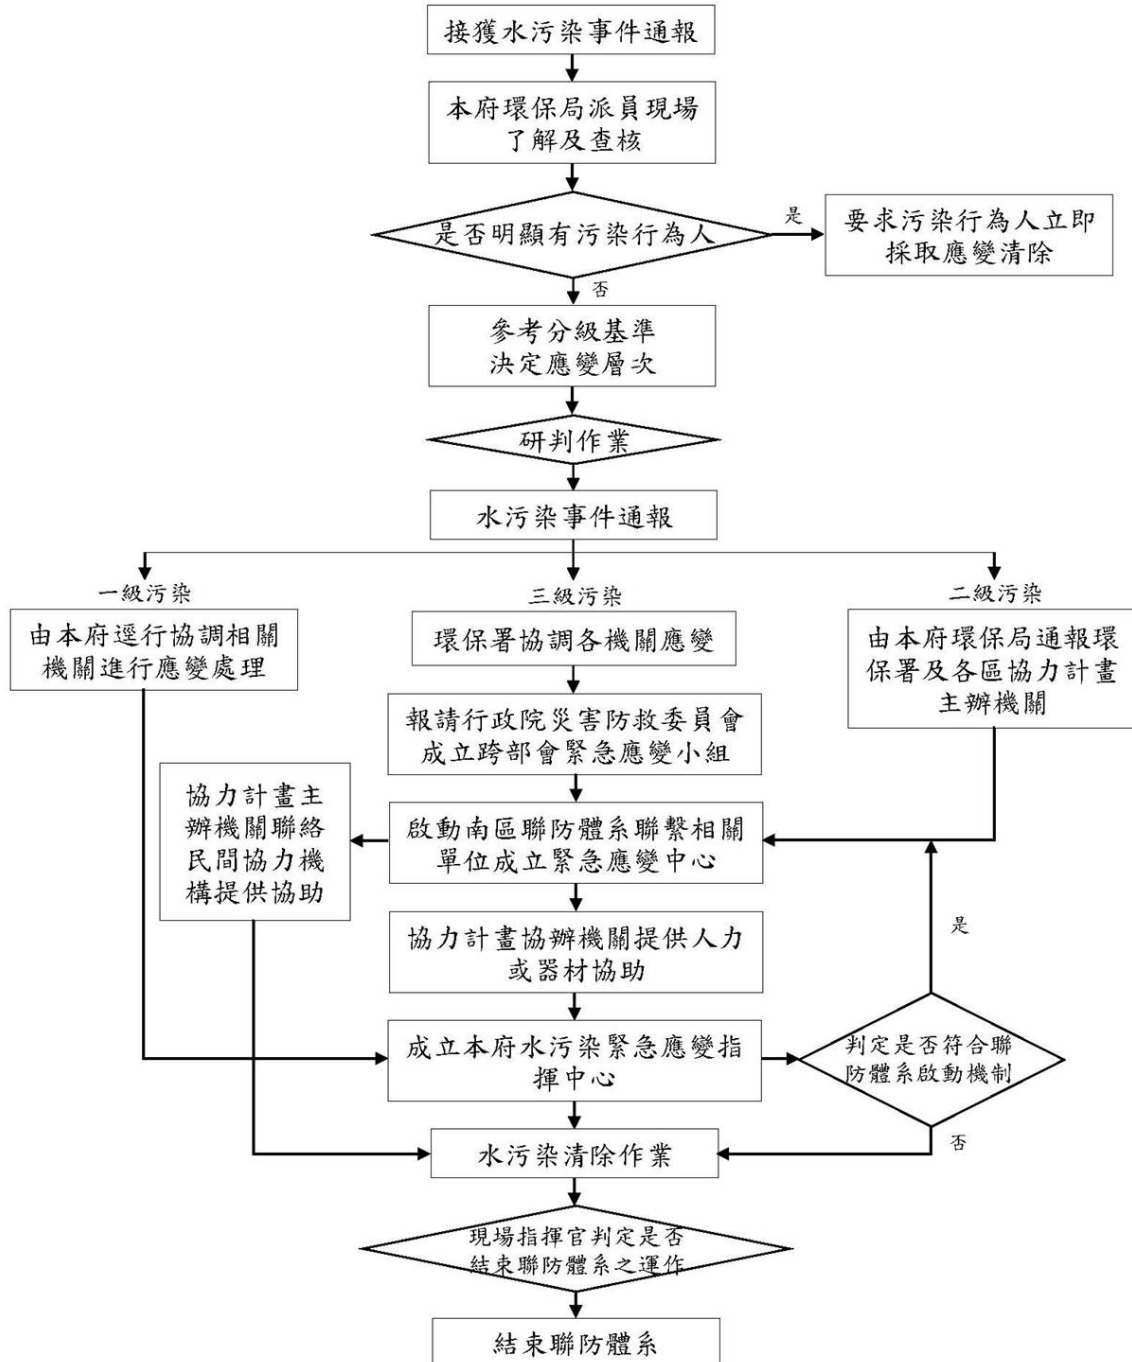 接獲水污染事件通報
本府環保局派員現場
了解及查核
是否明顯有污染行為人
是
要求污染行為人立即
採取應變清除
否
參考分級基準
決定應變層次
研判作業
水污染事件通報
一級污染
三級污染
二級污染
由本府逕行協調相關
機關進行應變處理
環保署協調各機關應變
由本府環保局通報環
保署及各區協力計畫
主辦機關
報請行政院災害防救委員會
成立跨部會緊急應變小組
協力計畫主
辦機關聯絡
民間協力機
構提供協助
啟動南區聯防體系聯繫相關
單位成立緊急應變中心
協力計畫協辦機關提供人力
或器材協助
是
成立本府水污染緊急應變指
揮中心
判定是否符合聯
防體系啟動機制
否
水污染清除作業
現場指揮官判定是否
結束聯防體系之運作
結束聯防體系